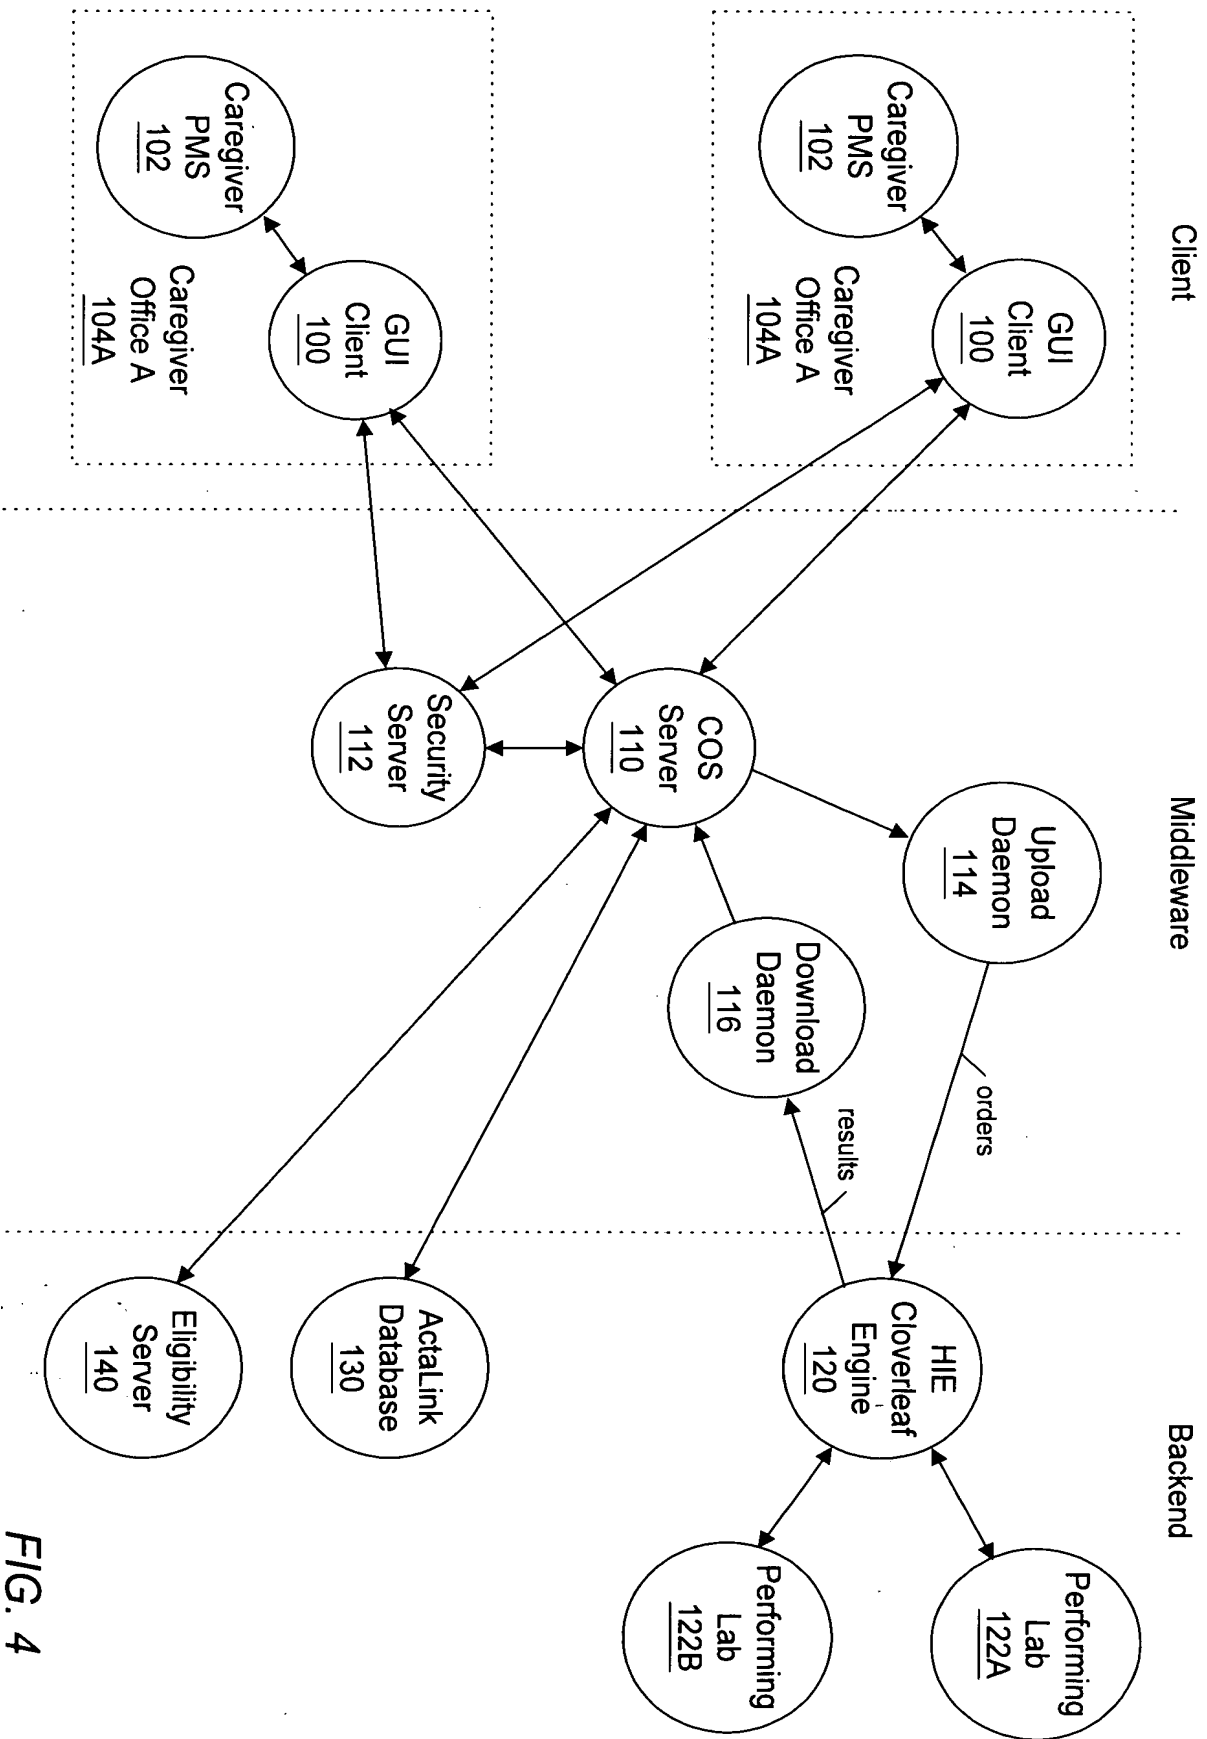 Client
Middleware
Backend
Caregiver
PMS
102
GUI
Client
100
Caregiver
Office A
104A
Caregiver
PMS
102
GUI
Client
100
Caregiver
Office A
104A
COS
Server
110
Security
Server
112
Upload
Daemon
114
Download
Daemon
116
orders
results
HIE
Cloverleaf
Engine
120
Performing
Lab
122A
Performing
Lab
122B
ActaLink
Database
130
Eligibility
Server
140
FIG. 4